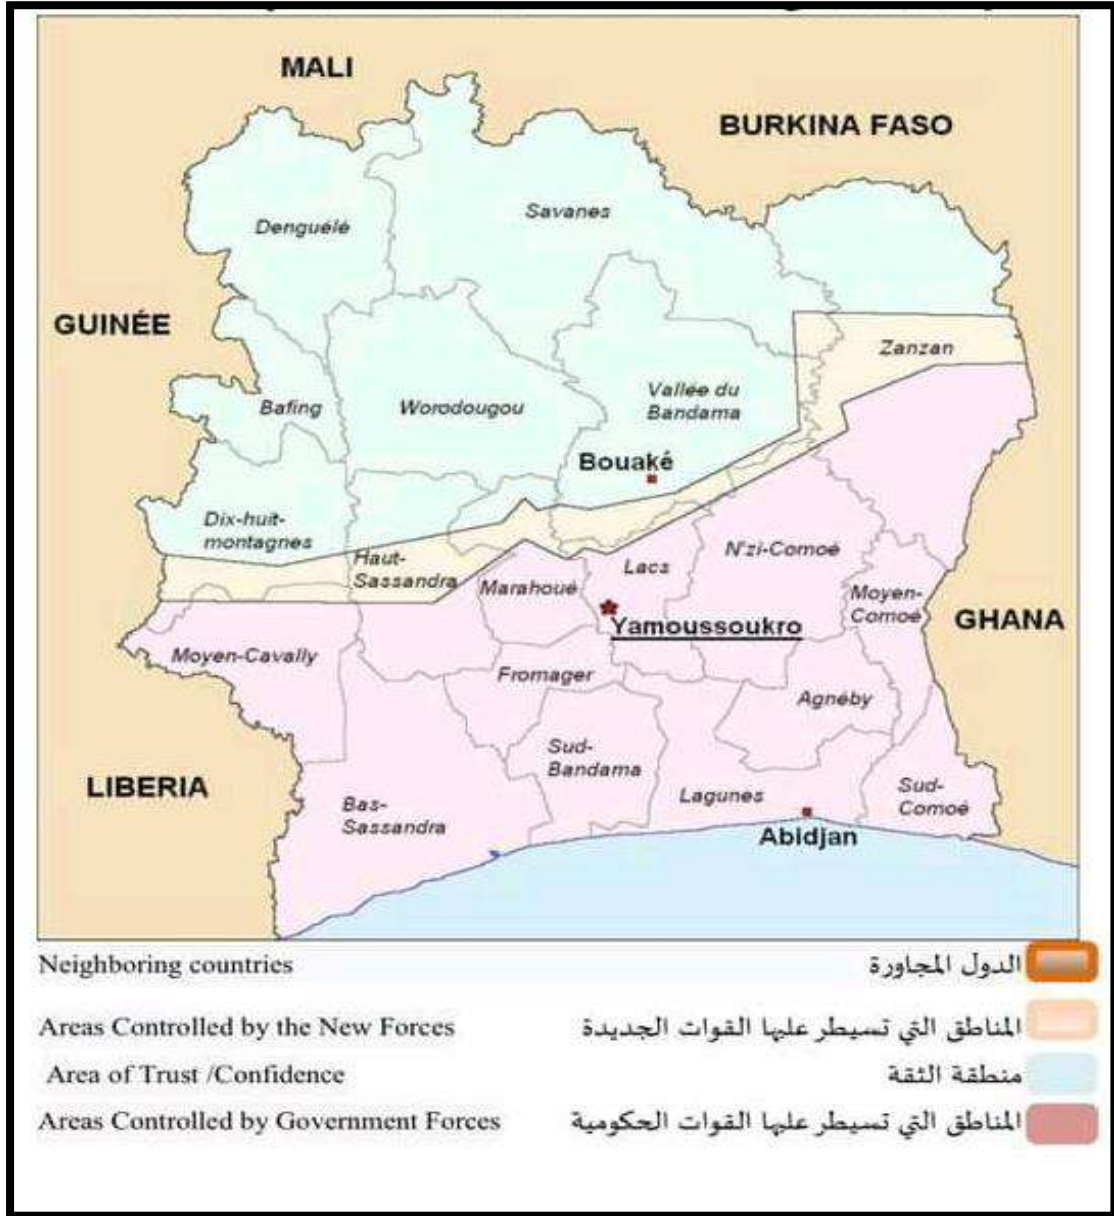 MALI
BURKINA FASO
Denguélé
Savanes
GUINÉE
Zanzan
Bafing
Worodougou
Vallée du
Bandama
Bouaké
Dix-huit-
montagnes
Haut-
Sassandra
N'zi-Comoé
Lacs
Marahoué
Moyen-
Comoé
Yamoussoukro
GHANA
Moyen-Cavally
Fromager
Agnéby
Sud-
Bandama
LIBERIA
Lagunes
Sud-
Comoé
Bas-
Sassandra
Abidjan
Neighboring countries الدول المجاورة
Areas Controlled by the New Forces المناطق التي تسيطر عليها القوات الجديدة
Area of Trust /Confidence منطقة الثقة
Areas Controlled by Government Forces المناطق التي تسيطر عليها القوات الحكومية